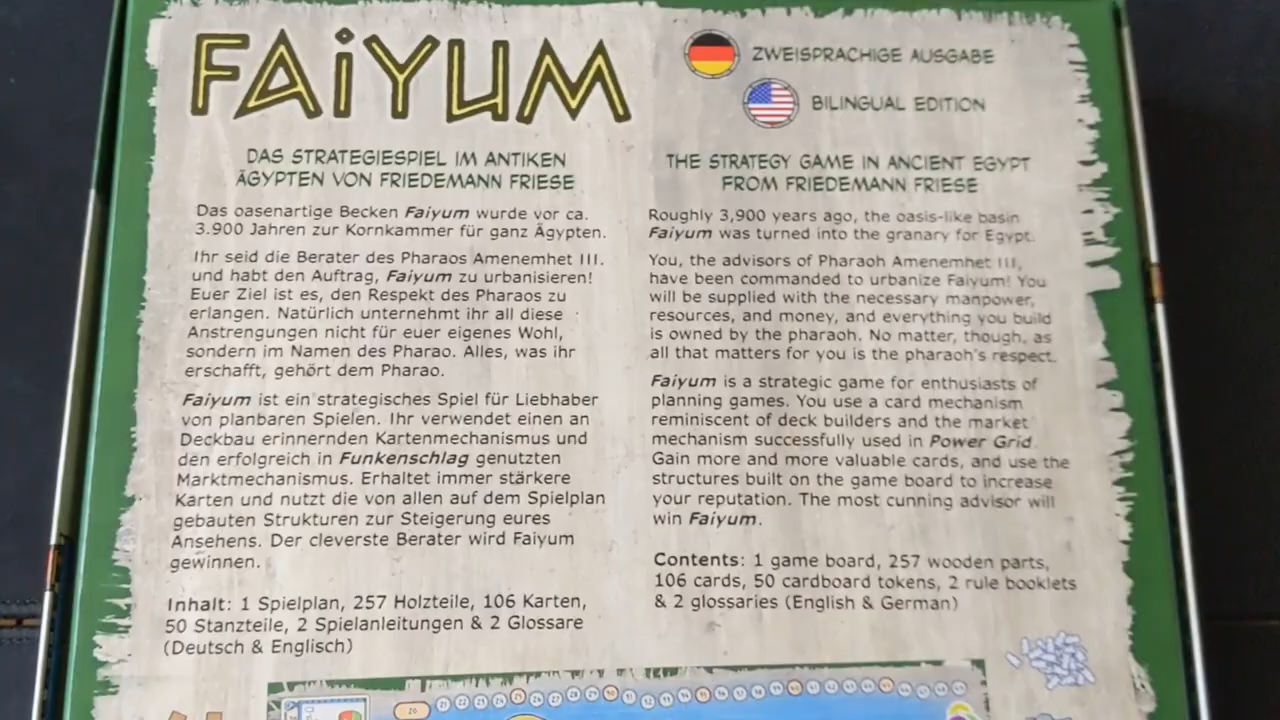 FAiYUM
DAS STRATEGIESPIEL IM ANTIKEN
ÄGYPTEN VON FRIEDEMANN FRIESE
Das oasenartige Becken Faiyum wurde vor ca.
3.900 Jahren zur Kornkammer für ganz Ägypten.
Ihr seid die Berater des Pharaos Amenemhet III.
und habt den Auftrag, Faiyum zu urbanisieren!
Euer Ziel ist es, den Respekt des Pharaos zu
erlangen. Natürlich unternehmt ihr all diese
Anstrengungen nicht für euer eigenes Wohl,
sondern im Namen des Pharao. Alles, was ihr
erschafft, gehört dem Pharao.
Faiyum ist ein strategisches Spiel für Liebhaber
von planbaren Spielen. Ihr verwendet einen an
Deckbau erinnernden Kartenmechanismus und
den erfolgreich in Funkenschlag genutzten
Marktmechanismus. Erhaltet immer stärkere
Karten und nutzt die von allen auf dem Spielplan
gebauten Strukturen zur Steigerung eures
Ansehens. Der cleverste Berater wird Faiyum
gewinnen.
Inhalt: 1 Spielplan, 257 Holzteile, 106 Karten,
50 Stanzteile, 2 Spielanleitungen & 2 Glossare
(Deutsch & Englisch)
ZWEISPRACHIGE AUSGABE
BILINGUAL EDITION
THE STRATEGY GAME IN ANCIENT EGYPT
FROM FRIEDEMANN FRIESE
Roughly 3,900 years ago, the oasis-like basin
Faiyum was turned into the granary for Egypt.
You, the advisors of Pharaoh Amenemhet III,
have been commanded to urbanize Faiyum! You
will be supplied with the necessary manpower,
resources, and money, and everything you build
is owned by the pharaoh. No matter, though, as
all that matters for you is the pharaoh's respect.
Faiyum is a strategic game for enthusiasts of
planning games. You use a card mechanism
reminiscent of deck builders and the market
mechanism successfully used in Power Grid.
Gain more and more valuable cards, and use the
structures built on the game board to increase
your reputation. The most cunning advisor will
win Faiyum.
Contents: 1 game board, 257 wooden parts,
106 cards, 50 cardboard tokens, 2 rule booklets
& 2 glossaries (English & German)